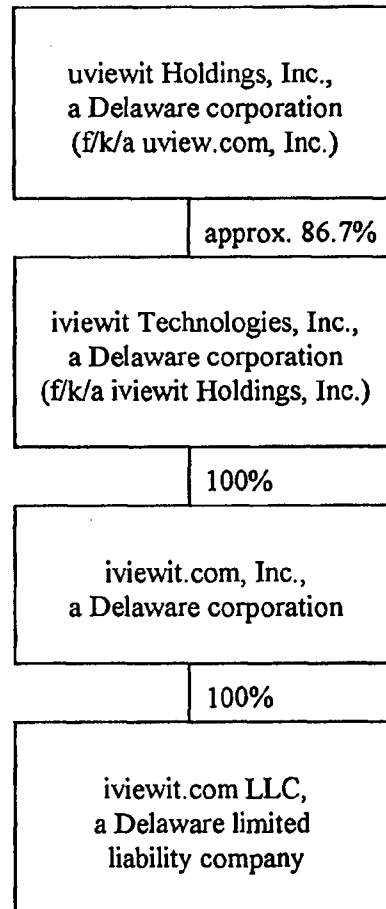 uviewit Holdings, Inc.,
a Delaware corporation
(f/k/a uview.com, Inc.)
approx. 86.7%
iviewit Technologies, Inc.,
a Delaware corporation
(f/k/a iviewit Holdings, Inc.)
100%
iviewit.com, Inc.,
a Delaware corporation
100%
iviewit.com LLC,
a Delaware limited
liability company